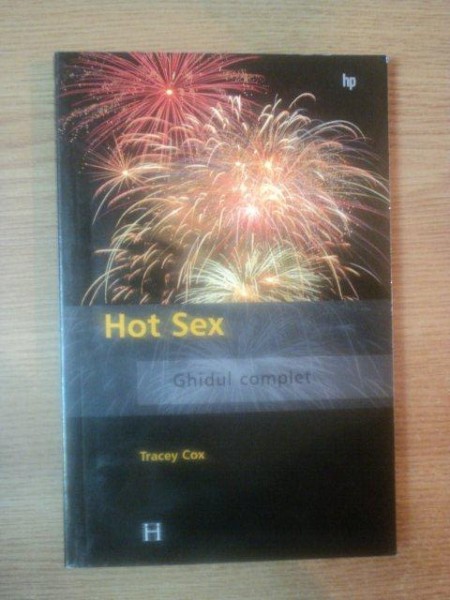 hp
Hot Sex
Ghidul complet
Tracey Cox
H